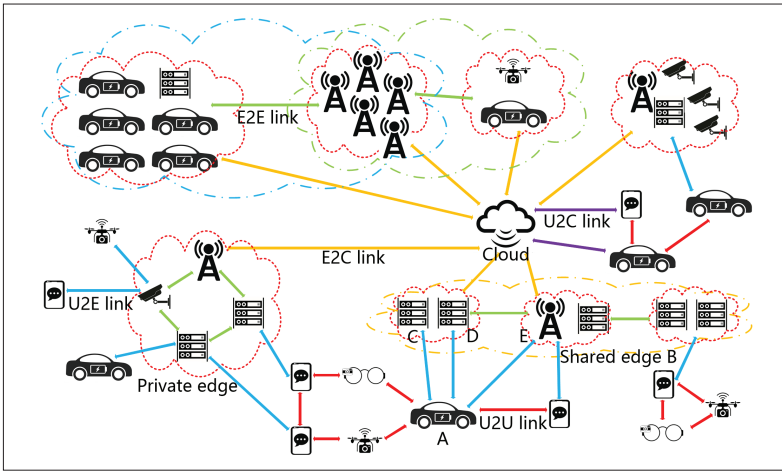 E2E link
U2C link
Cloud
E2C link
U2E link
C
D
E
Shared edge B
Private edge
A
U2U link